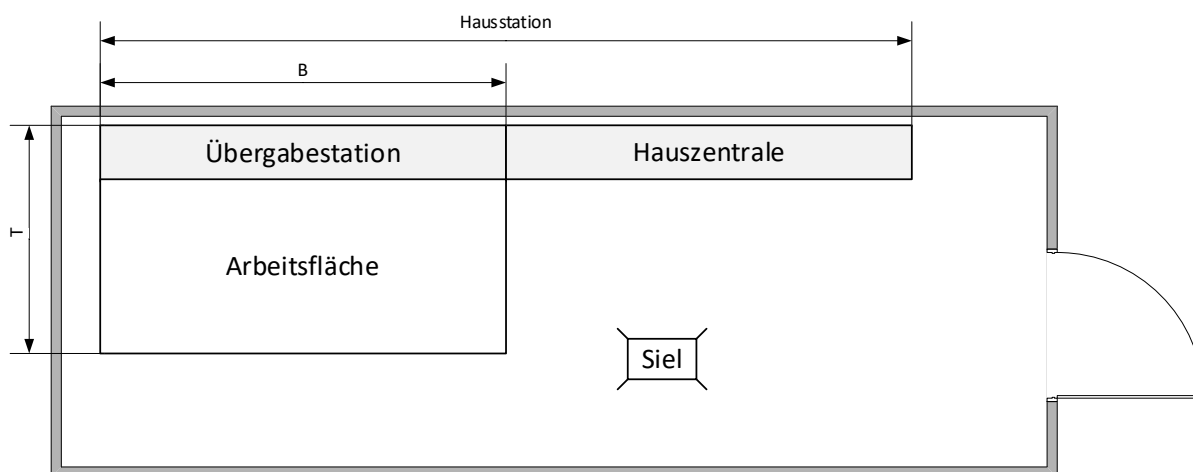 Hausstation
B
Übergabestation
Hauszentrale
T
Arbeitsfläche
Siel